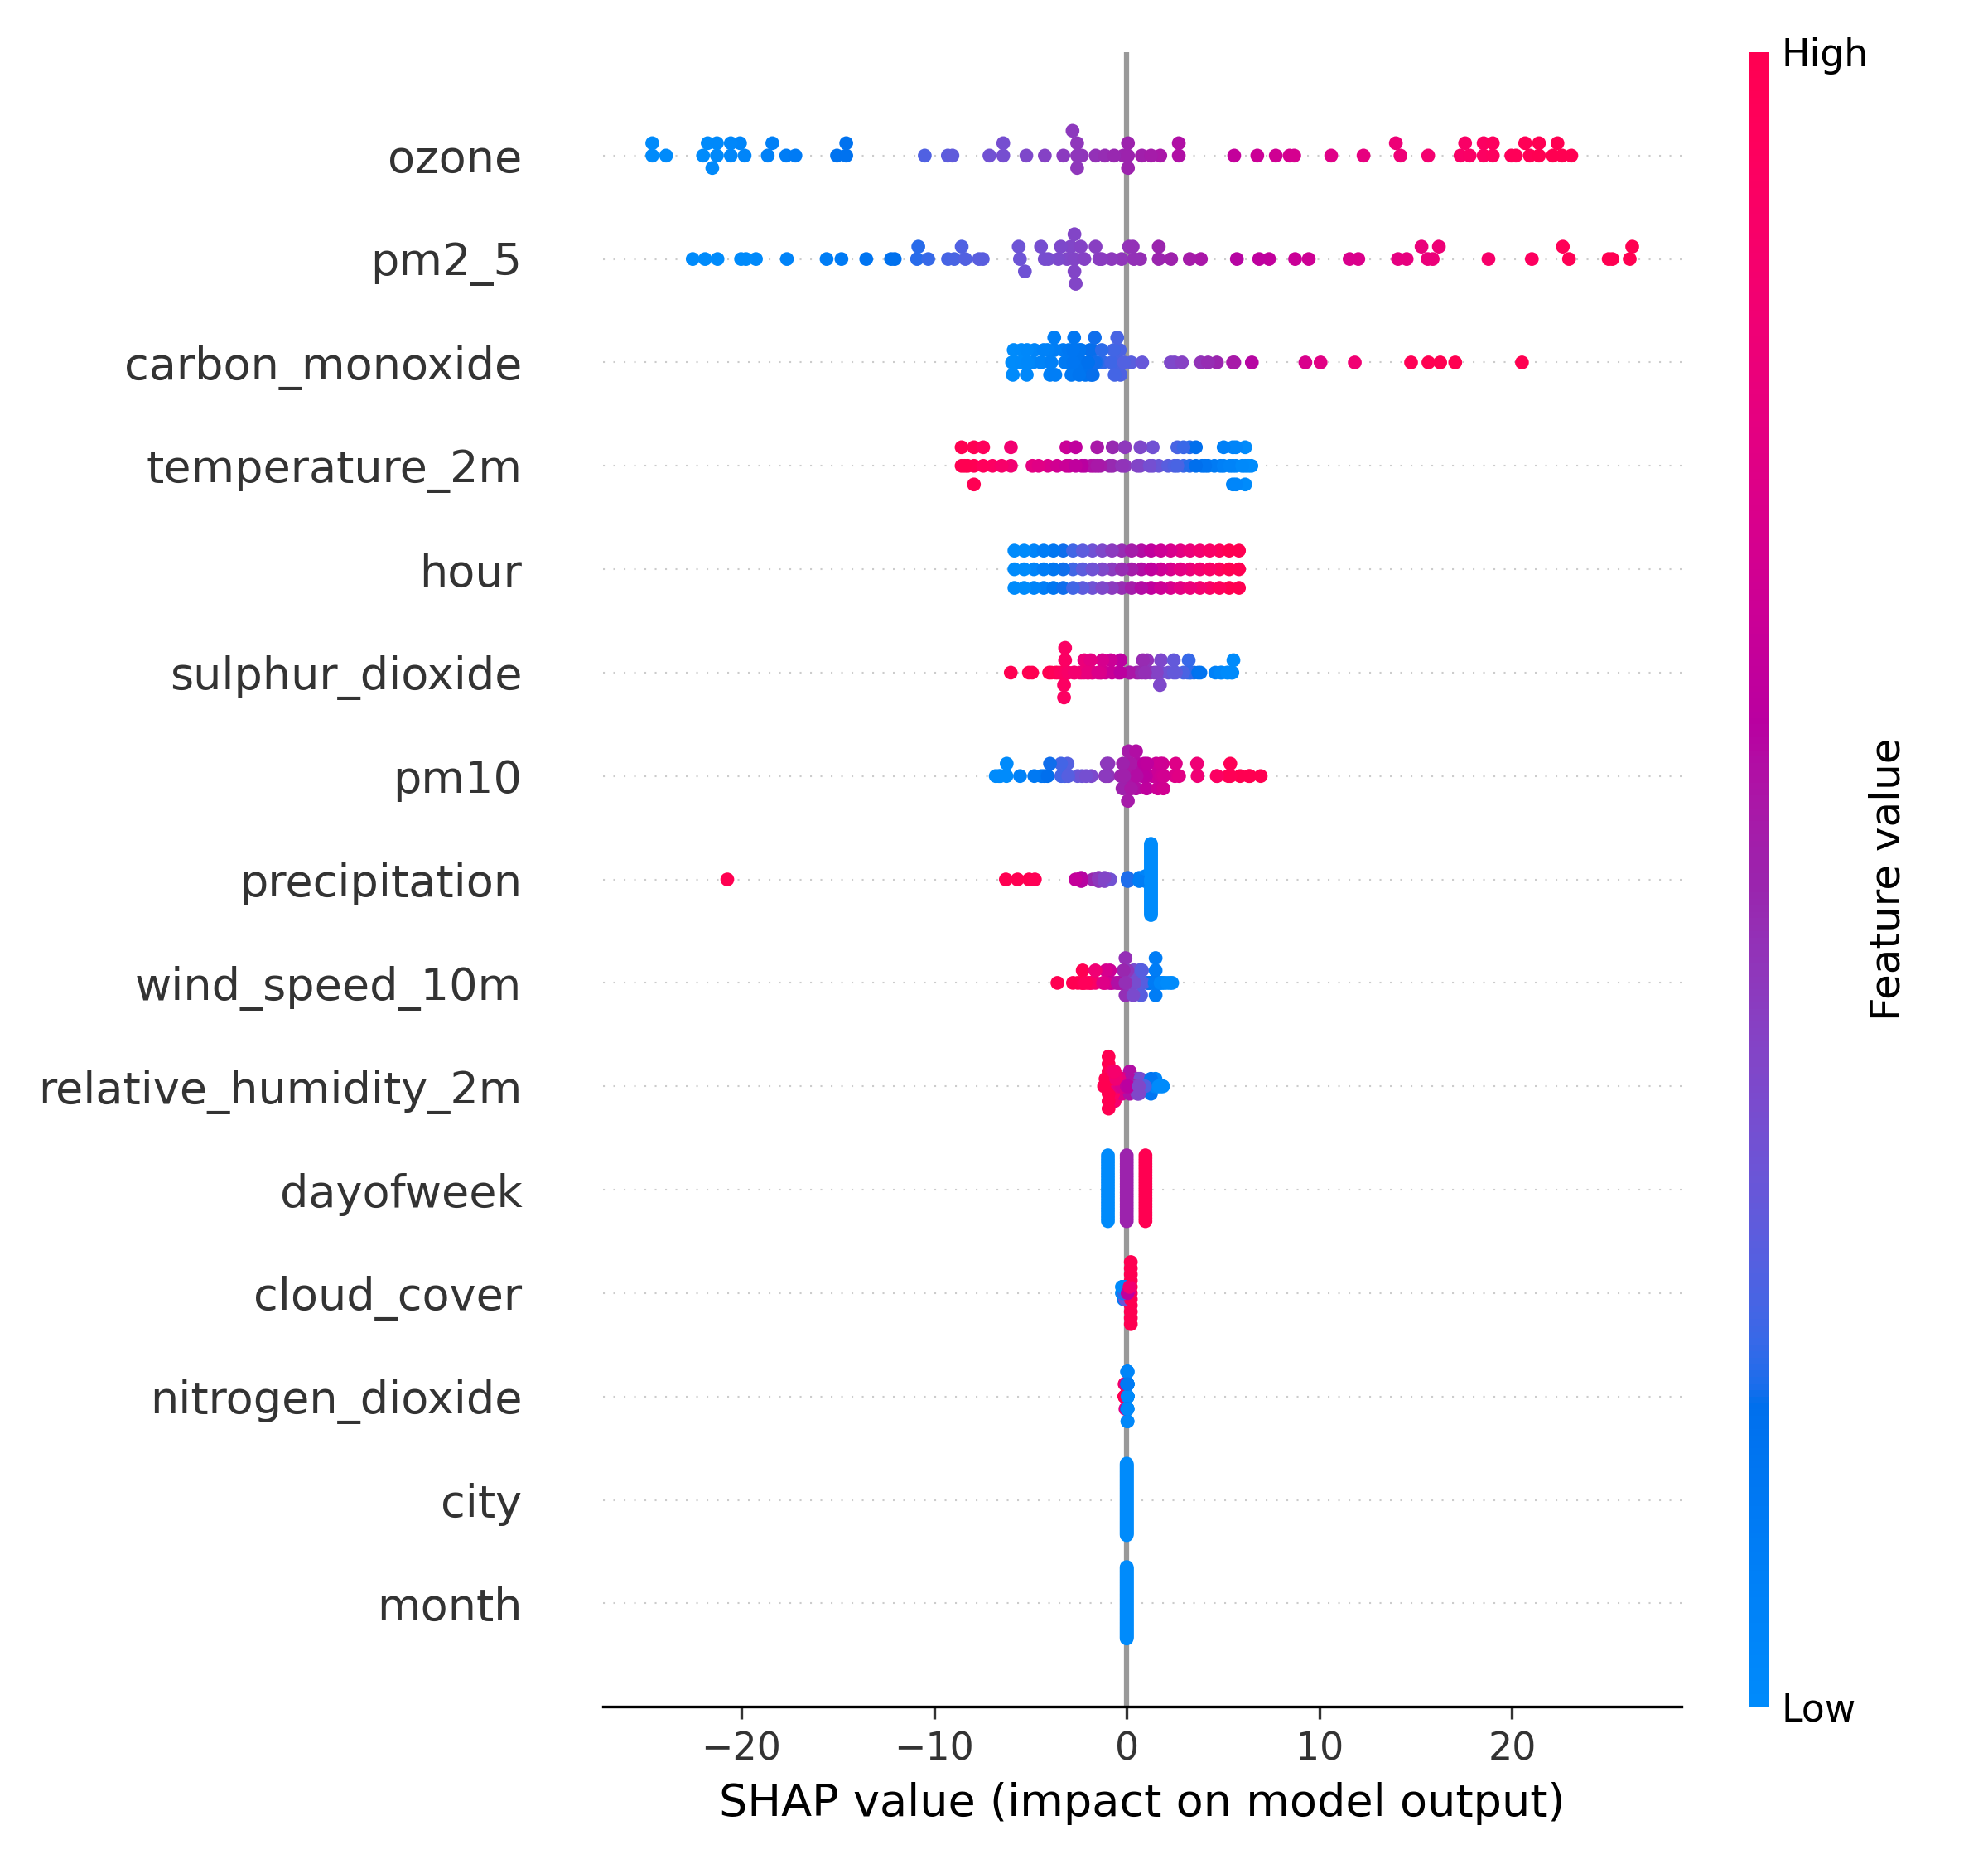 High
ozone
pm2_5
carbon_monoxide
temperature_2m
hour
sulphur_dioxide
pm10
precipitation
wind_speed_10m
relative_humidity_2m
dayofweek
cloud_cover
nitrogen_dioxide
city
month
Feature value
Low
−20 −10 0 10 20
SHAP value (impact on model output)